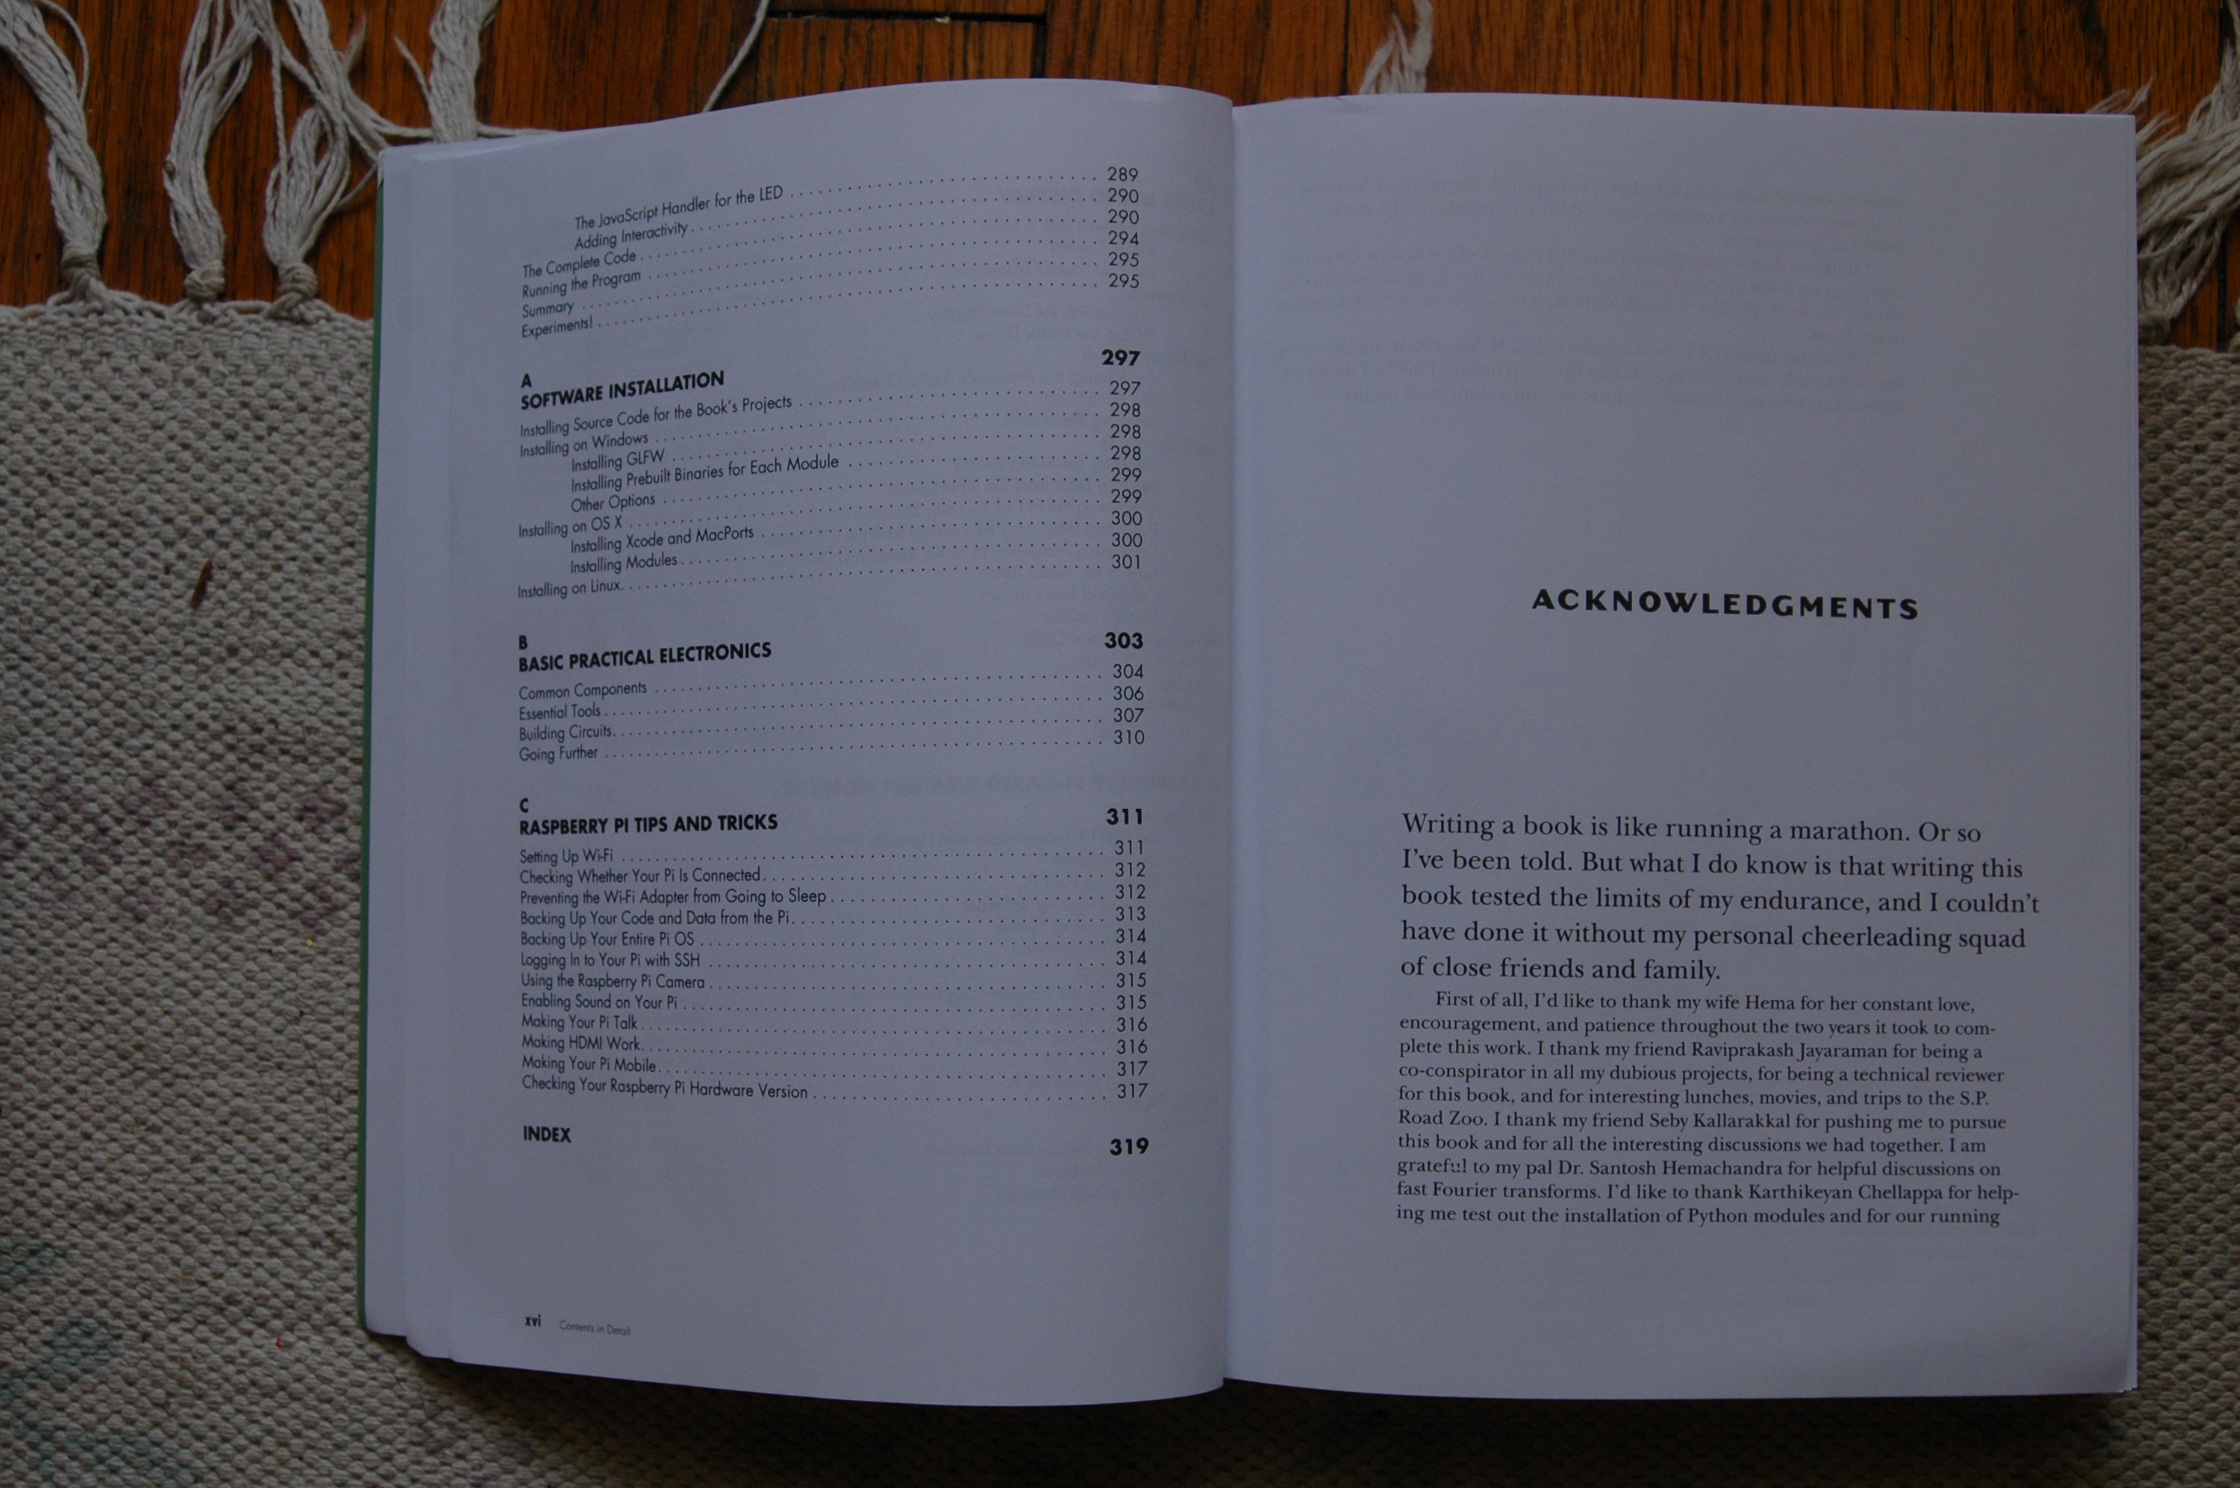 The JavaScript Handler for the LED . . . . . 289
Adding Interactivity . . . . . 290
The Complete Code . . . . . 290
Running the Program . . . . . 294
Summary . . . . . 295
Experiments! . . . . . 295
A
SOFTWARE INSTALLATION 297
Installing Source Code for the Book's Projects . . . . . 297
Installing on Windows . . . . . 298
Installing GLFW . . . . . 298
Installing Prebuilt Binaries for Each Module . . . . . 298
Other Options . . . . . 299
Installing on OS X . . . . . 299
Installing Xcode and MacPorts . . . . . 300
Installing Modules . . . . . 300
Installing on Linux. . . . . . 301
B
BASIC PRACTICAL ELECTRONICS 303
Common Components . . . . . 304
Essential Tools . . . . . 306
Building Circuits. . . . . . 307
Going Further . . . . . 310
C
RASPBERRY PI TIPS AND TRICKS 311
Setting Up Wi-Fi . . . . . 311
Checking Whether Your Pi Is Connected . . . . . 312
Preventing the Wi-Fi Adapter from Going to Sleep . . . . . 312
Backing Up Your Code and Data from the Pi . . . . . 313
Backing Up Your Entire Pi OS . . . . . 314
Logging In to Your Pi with SSH . . . . . 314
Using the Raspberry Pi Camera . . . . . 315
Enabling Sound on Your Pi . . . . . 315
Making Your Pi Talk . . . . . 316
Making HDMI Work . . . . . 316
Making Your Pi Mobile . . . . . 317
Checking Your Raspberry Pi Hardware Version . . . . . 317
INDEX 319
xvi Contents in Detail
ACKNOWLEDGMENTS
Writing a book is like running a marathon. Or so
I've been told. But what I do know is that writing this
book tested the limits of my endurance, and I couldn't
have done it without my personal cheerleading squad
of close friends and family.
First of all, I'd like to thank my wife Hema for her constant love,
encouragement, and patience throughout the two years it took to com-
plete this work. I thank my friend Raviprakash Jayaraman for being a
co-conspirator in all my dubious projects, for being a technical reviewer
for this book, and for interesting lunches, movies, and trips to the S.P.
Road Zoo. I thank my friend Seby Kallarakkal for pushing me to pursue
this book and for all the interesting discussions we had together. I am
grateful to my pal Dr. Santosh Hemachandra for helpful discussions on
fast Fourier transforms. I'd like to thank Karthikeyan Chellappa for help-
ing me test out the installation of Python modules and for our running